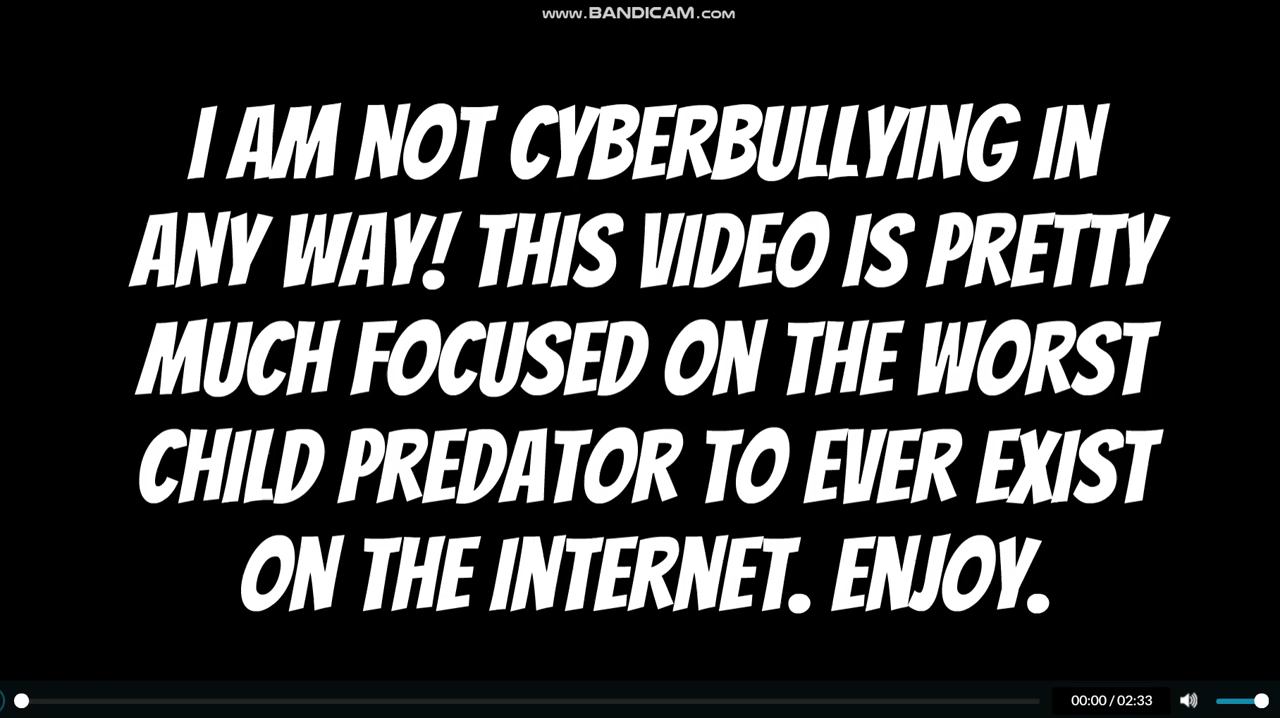 www.BANDICAM.com
I AM NOT CYBERBULLYING IN
ANY WAY! THIS VIDEO IS PRETTY
MUCH FOCUSED ON THE WORST
CHILD PREDATOR TO EVER EXIST
ON THE INTERNET. ENJOY.
00:00 / 02:33